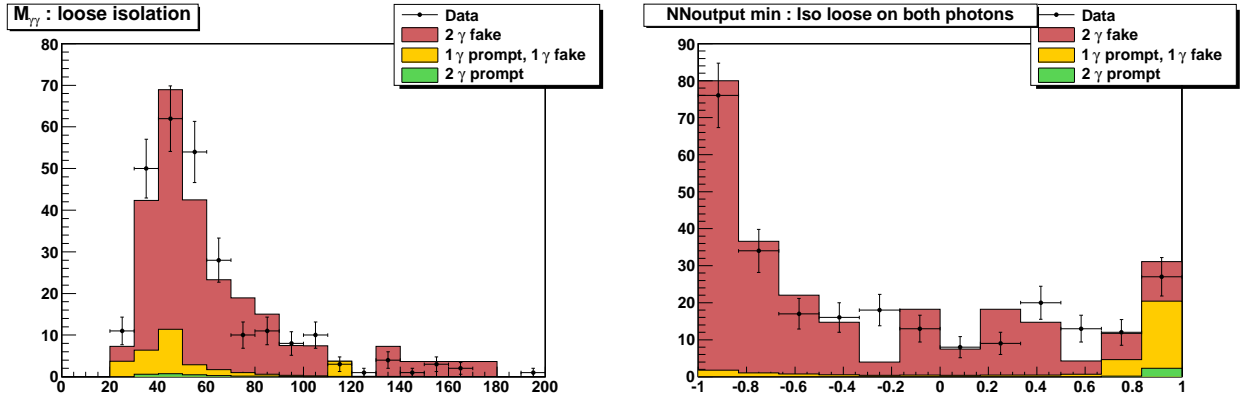 M_γγ : loose isolation
Data
2 γ fake
1 γ prompt, 1 γ fake
2 γ prompt
80
70
60
50
40
30
20
10
0
0 20 40 60 80 100 120 140 160 180 200
NNoutput min : Iso loose on both photons
Data
2 γ fake
1 γ prompt, 1 γ fake
2 γ prompt
90
80
70
60
50
40
30
20
10
0
-1 -0.8 -0.6 -0.4 -0.2 0 0.2 0.4 0.6 0.8 1